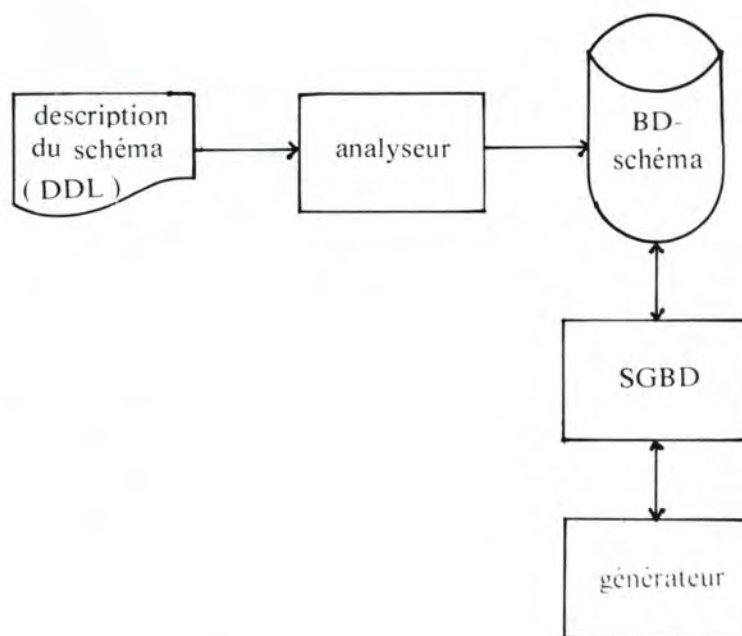 description
du schéma
( DDL )
analyseur
BD-
schéma
SGBD
générateur